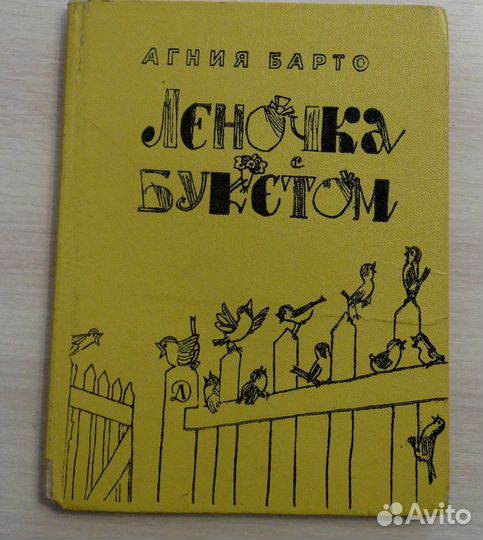 АГНИЯ БАРТО
ЛЕНОЧКА
с
БУКЕТОМ
Л
Avito